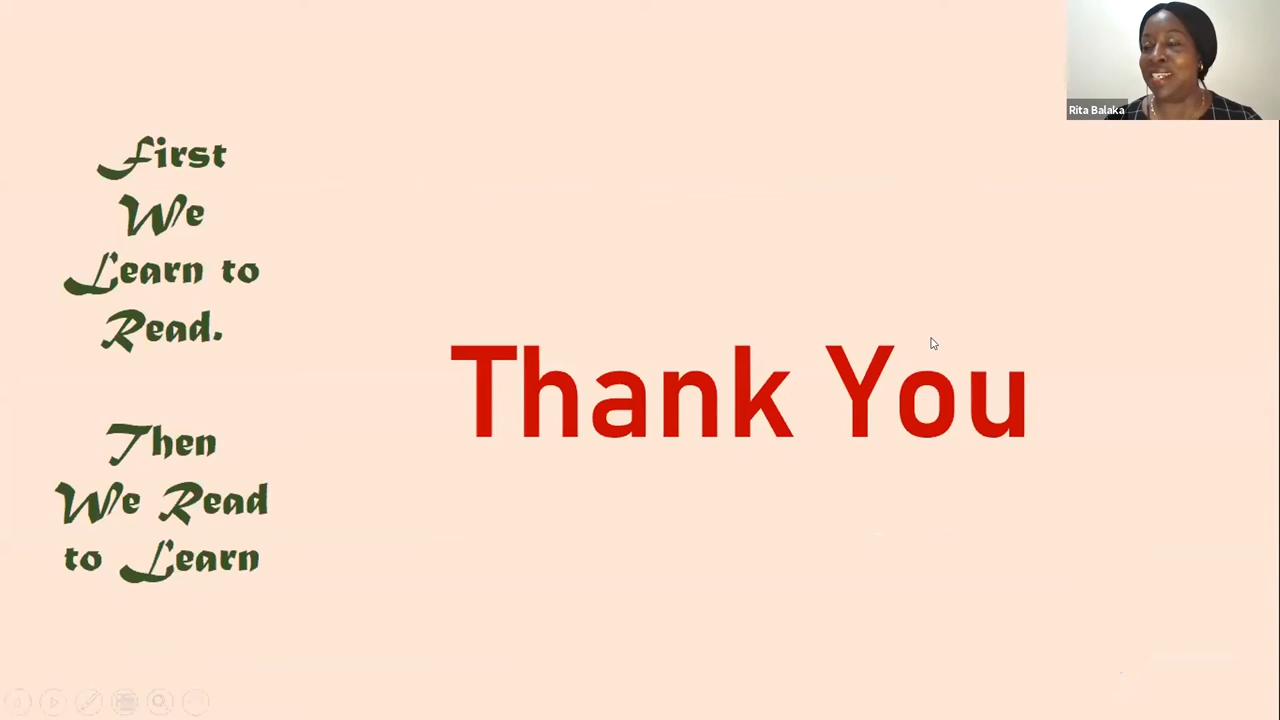 First
We
Learn to
Read.
Then
We Read
to Learn
Thank You
Rita Balaka